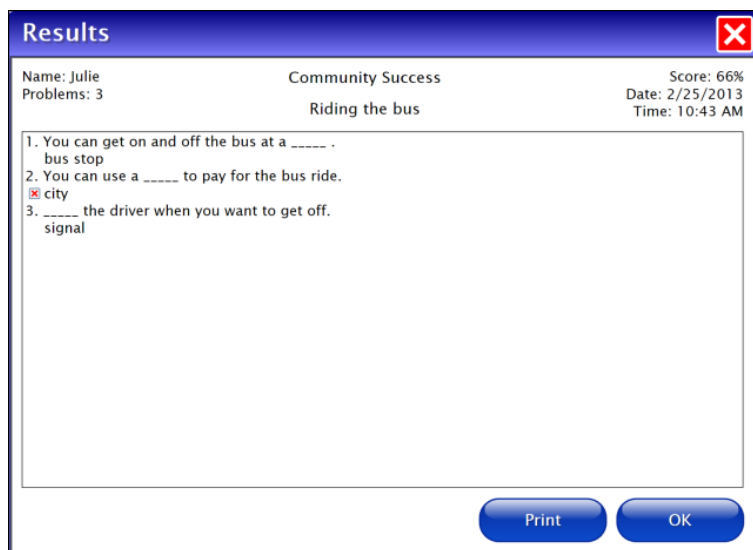 Results
Name: Julie
Problems: 3
Community Success
Riding the bus
Score: 66%
Date: 2/25/2013
Time: 10:43 AM
1. You can get on and off the bus at a _____ .
bus stop
2. You can use a _____ to pay for the bus ride.
city
3. _____ the driver when you want to get off.
signal
Print
OK